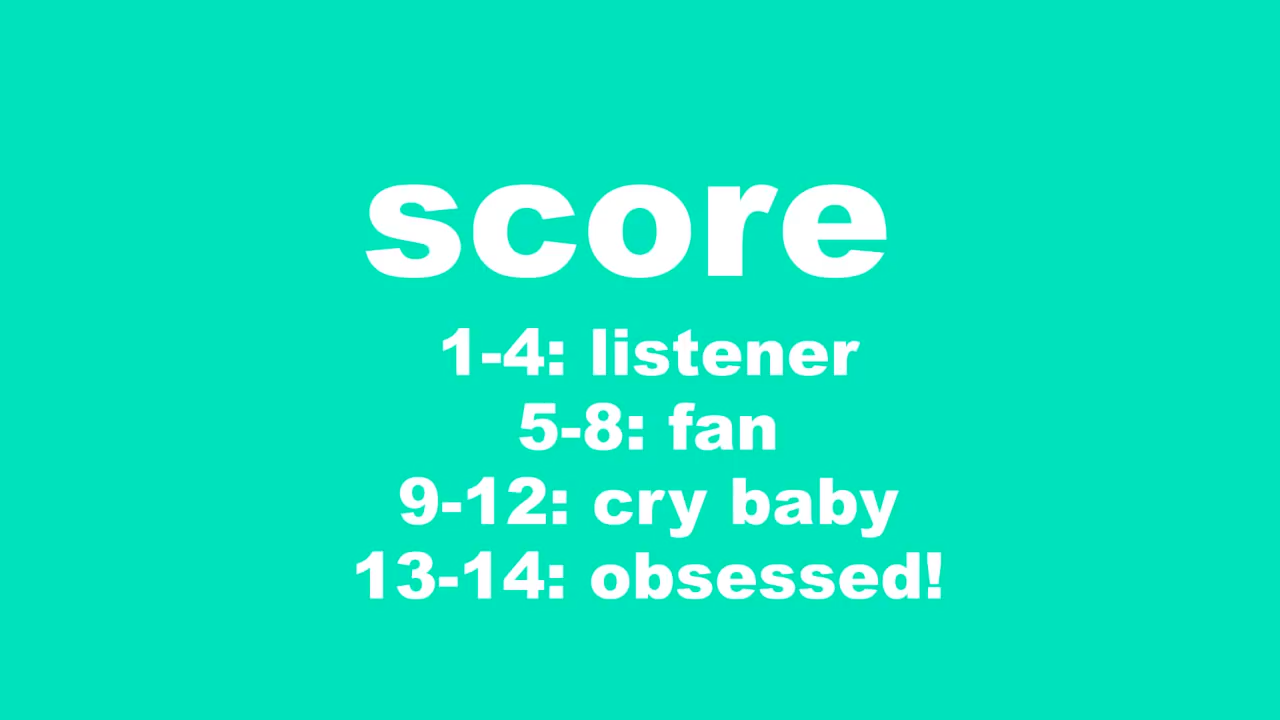 score
1-4: listener
5-8: fan
9-12: cry baby
13-14: obsessed!